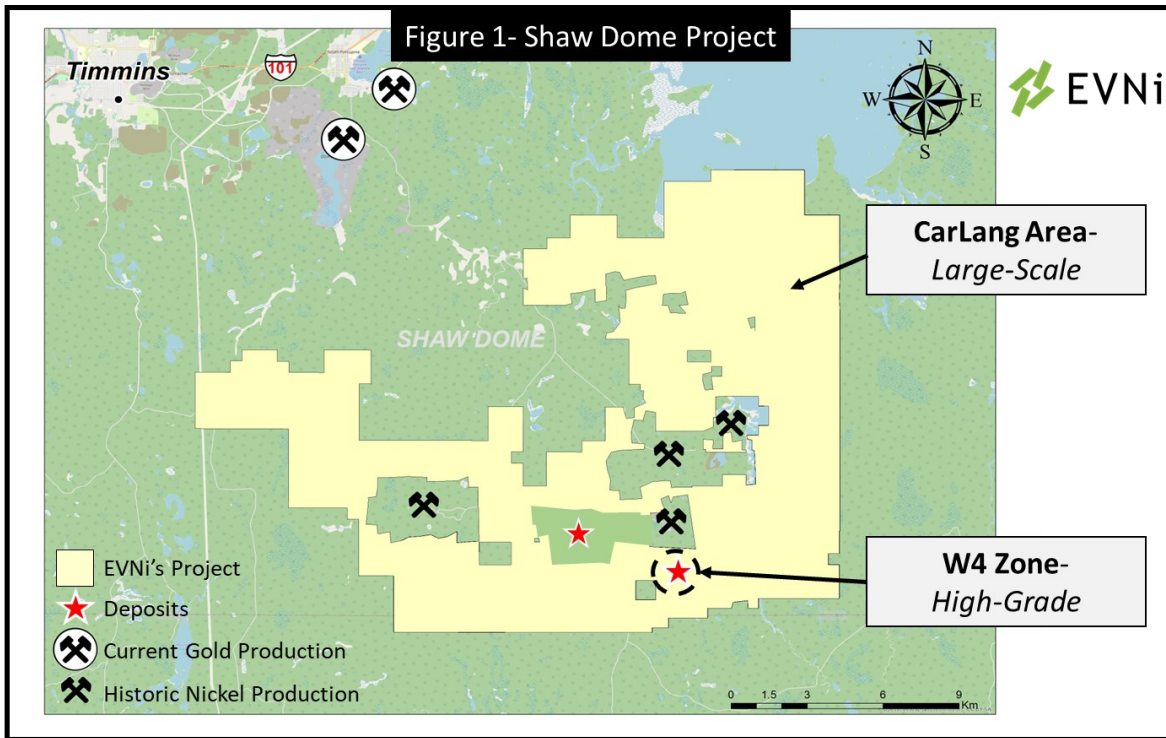 Figure 1- Shaw Dome Project
Timmins
101
N
W E
S
EVNi
CarLang Area-
Large-Scale
SHAW DOME
EVNi's Project
Deposits
Current Gold Production
Historic Nickel Production
W4 Zone-
High-Grade
0 1.5 3 6 9
Km